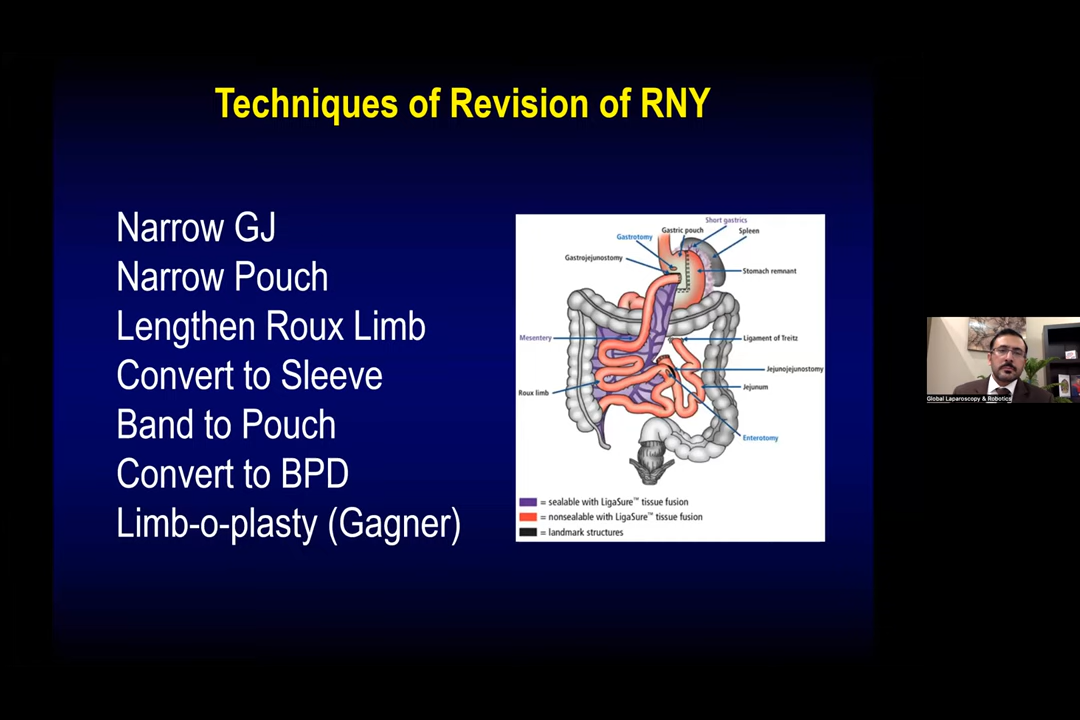 Techniques of Revision of RNY
Narrow GJ
Narrow Pouch
Lengthen Roux Limb
Convert to Sleeve
Band to Pouch
Convert to BPD
Limb-o-plasty (Gagner)
Short gastrics
Gastrotomy
Gastric pouch
Spleen
Gastrojejunostomy
Stomach remnant
Mesentery
Ligament of Treitz
Jejunojejunostomy
Roux limb
Jejunum
Enterotomy
= sealable with LigaSure™ tissue fusion
= nonsealable with LigaSure™ tissue fusion
= landmark structures
Global Laparoscopy & Robotics